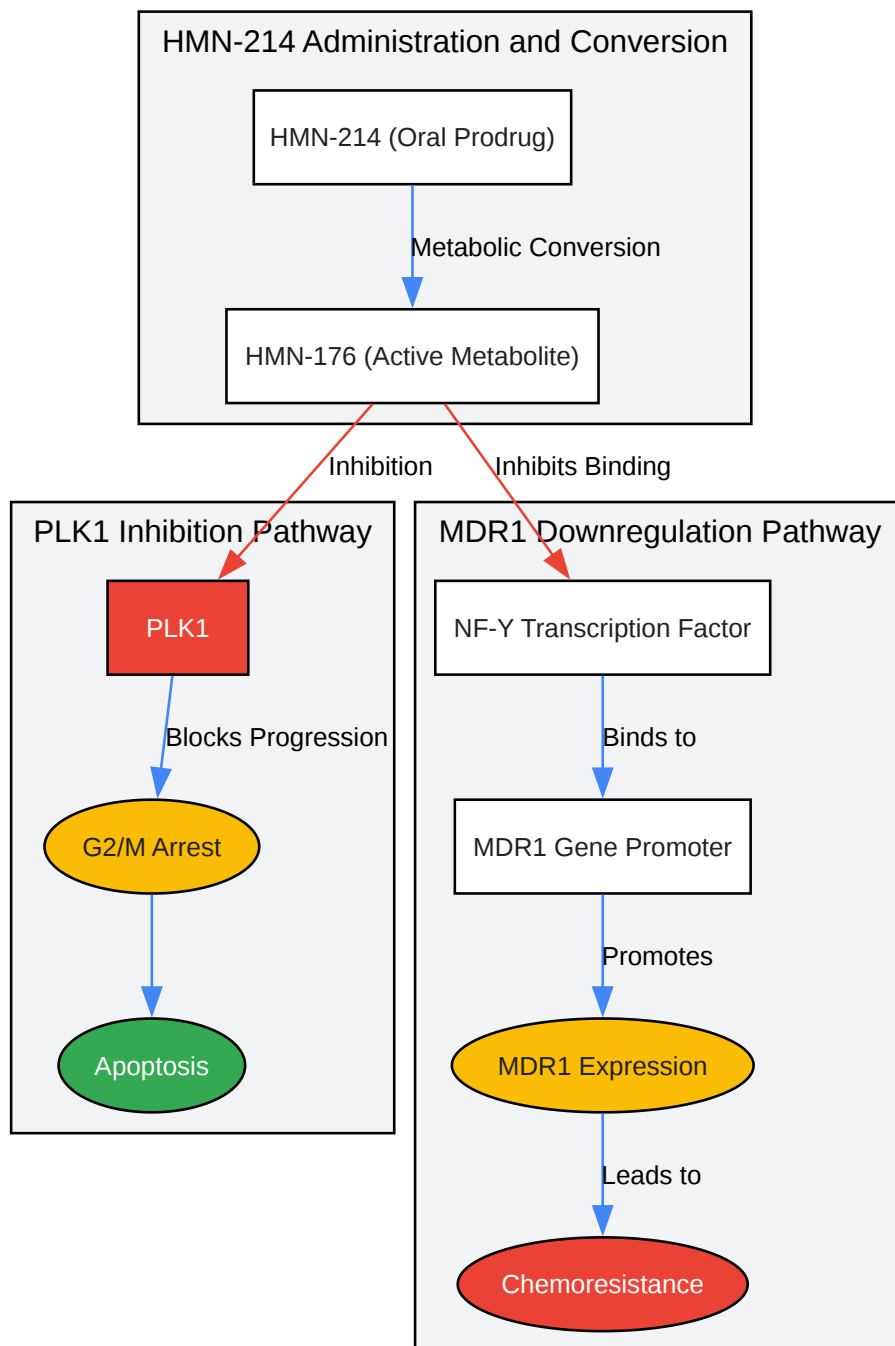 HMN-214 Administration and Conversion
HMN-214 (Oral Prodrug)
Metabolic Conversion
HMN-176 (Active Metabolite)
Inhibition
Inhibits Binding
PLK1 Inhibition Pathway
PLK1
Blocks Progression
G2/M Arrest
Apoptosis
MDR1 Downregulation Pathway
NF-Y Transcription Factor
Binds to
MDR1 Gene Promoter
Promotes
MDR1 Expression
Leads to
Chemoresistance